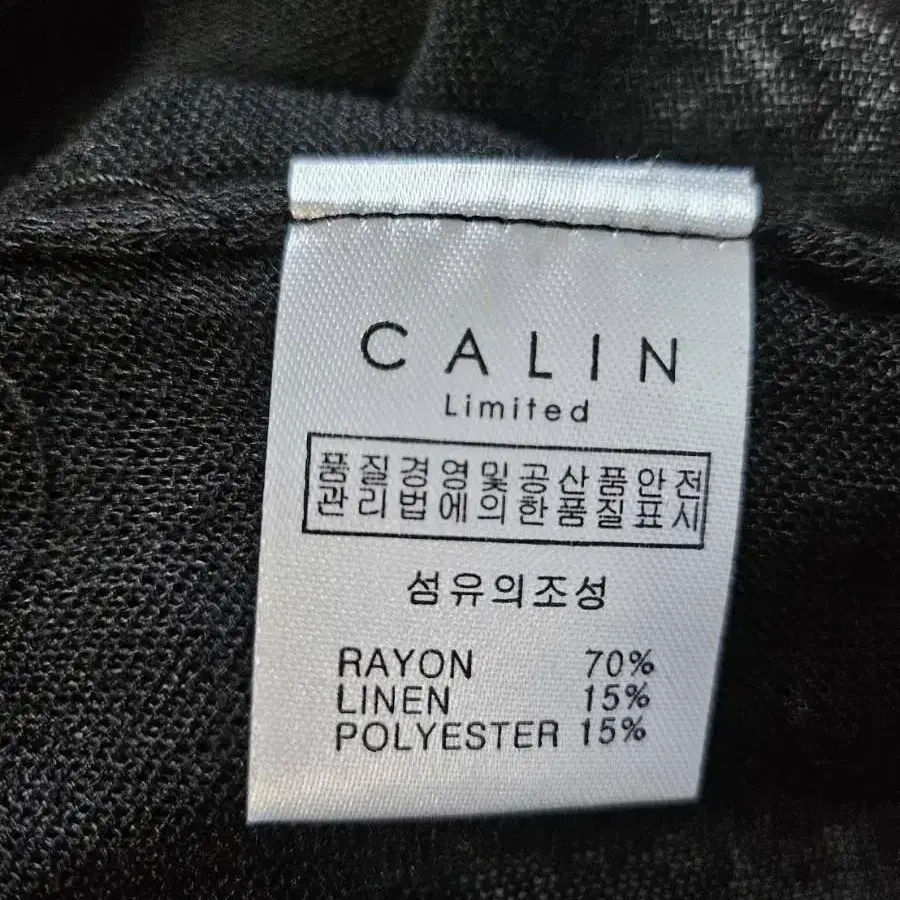 CALIN
Limited
품질경영및공산품안전
관리법에의한품질표시
섬유의조성
RAYON 70%
LINEN 15%
POLYESTER 15%